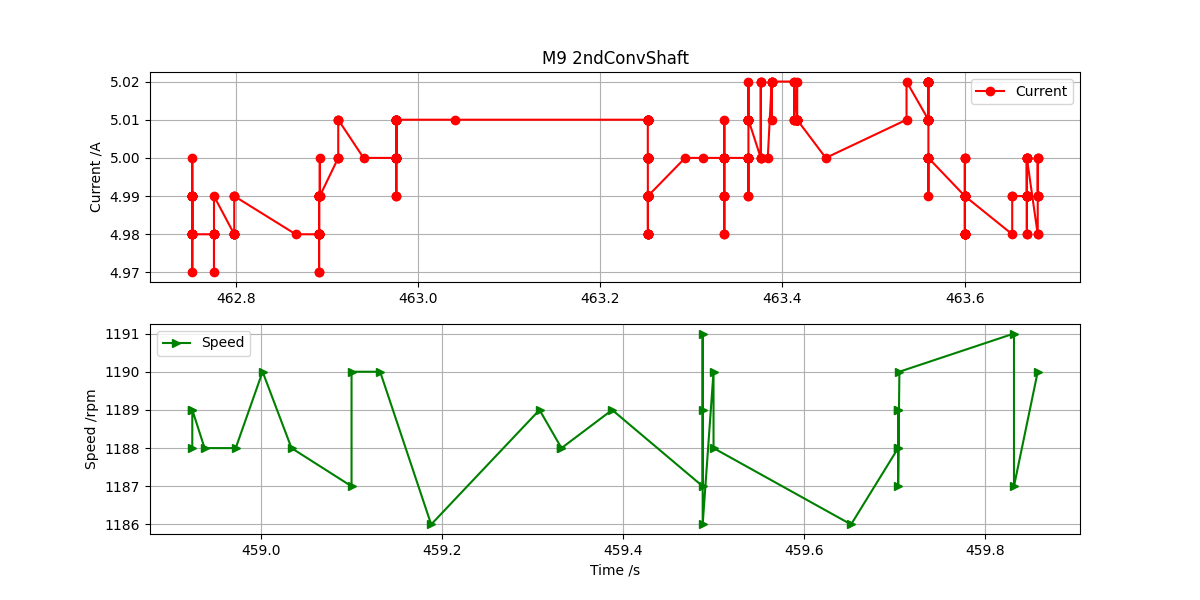 M9 2ndConvShaft
5.02
5.01
5.00
4.99
4.98
4.97
Current /A
Current
462.8 463.0 463.2 463.4 463.6
1191
1190
1189
1188
1187
1186
Speed /rpm
Speed
459.0 459.2 459.4 459.6 459.8
Time /s